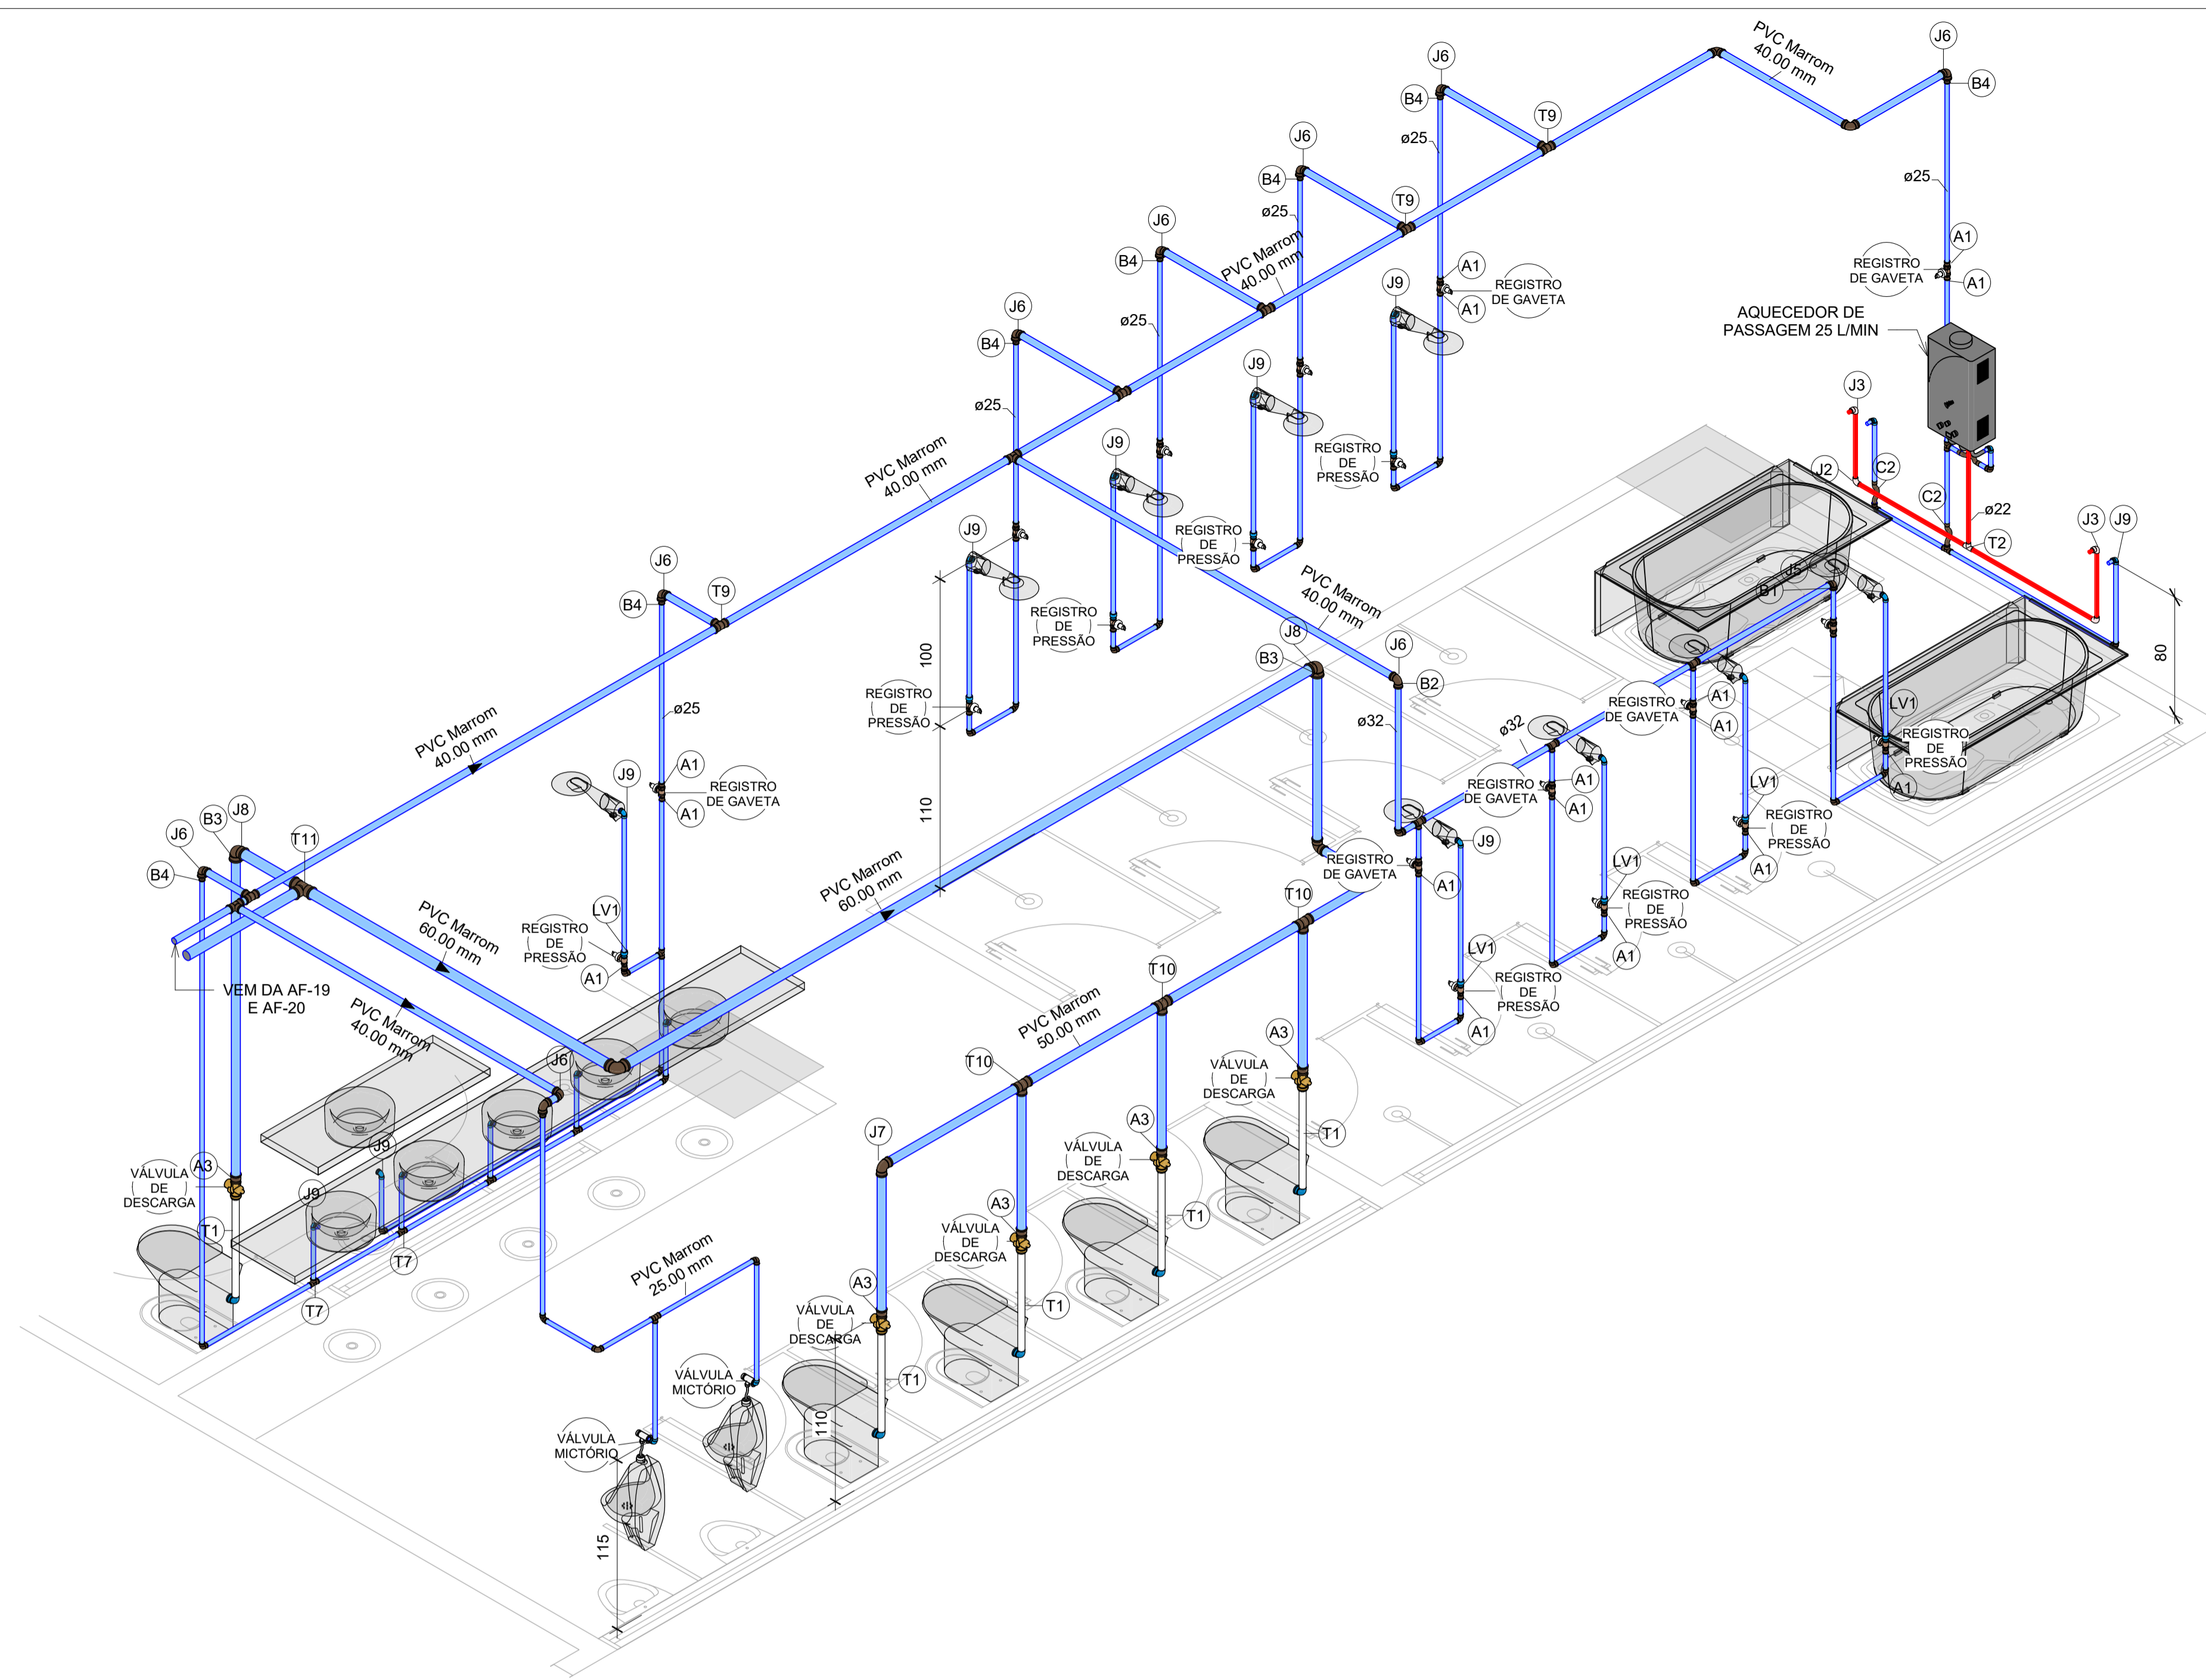 PVC Marrom
40.00 mm
J6
B4
J6
B4
ø25
T9
J6
B4
ø25
T9
ø25
A1
REGISTRO
DE GAVETA
A1
AQUECEDOR DE
PASSAGEM 25 L/MIN
J6
B4
ø25
PVC Marrom
40.00 mm
J9
A1
REGISTRO
DE GAVETA
A1
J6
B4
ø25
J9
REGISTRO
DE
PRESSÃO
J3
J2
C2
C2
ø22
T2
J3
J9
80
PVC Marrom
40.00 mm
J9
REGISTRO
DE
PRESSÃO
J9
REGISTRO
DE
PRESSÃO
100
REGISTRO
DE
PRESSÃO
110
J6
B4
T9
ø25
PVC Marrom
40.00 mm
J8
B3
J6
B2
ø32
ø32
J5
B1
PVC Marrom
40.00 mm
A1
REGISTRO
DE GAVETA
A1
J9
LV1
REGISTRO
DE
PRESSÃO
A1
REGISTRO
DE GAVETA
A1
A1
LV1
REGISTRO
DE
PRESSÃO
A1
REGISTRO
DE GAVETA
A1
A1
LV1
REGISTRO
DE
PRESSÃO
A1
LV1
REGISTRO
DE
PRESSÃO
A1
REGISTRO
DE GAVETA
A1
J9
LV1
REGISTRO
DE
PRESSÃO
A1
J6
B4
B3
J8
T11
PVC Marrom
60.00 mm
PVC Marrom
60.00 mm
VEM DA AF-19
E AF-20
PVC Marrom
40.00 mm
J6
PVC Marrom
50.00 mm
T10
T10
T10
A3
VÁLVULA
DE
DESCARGA
T1
A3
VÁLVULA
DE
DESCARGA
T1
A3
VÁLVULA
DE
DESCARGA
T1
J7
A3
VÁLVULA
DE
DESCARGA
T1
110
A3
VÁLVULA
DE
DESCARGA
T1
J9
J9
T7
T7
PVC Marrom
25.00 mm
VÁLVULA
MICTÓRIO
VÁLVULA
MICTÓRIO
115